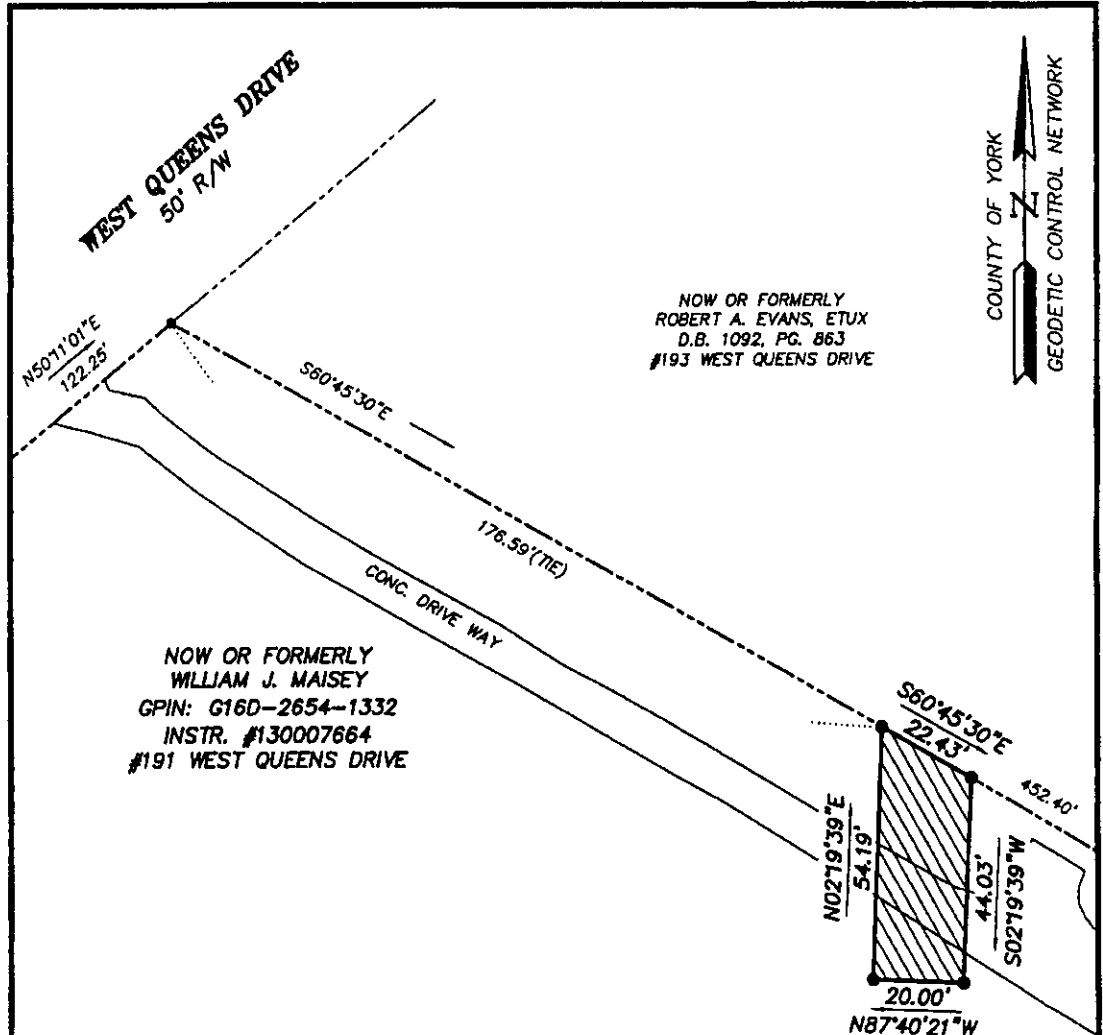 WEST QUEENS DRIVE
50' R/W
COUNTY OF YORK
N
GEODETIC CONTROL NETWORK
NOW OR FORMERLY
ROBERT A. EVANS, ETUX
D.B. 1092, PG. 863
#193 WEST QUEENS DRIVE
N50°11'01"E
122.25'
S60°45'30"E
176.59'(TIE)
CONC. DRIVE WAY
NOW OR FORMERLY
WILLIAM J. MAISEY
GPIN: G16D-2654-1332
INSTR. #130007664
#191 WEST QUEENS DRIVE
S60°45'30"E
22.43'
452.40'
N02°19'39"E
54.19'
44.03'
S02°19'39"W
20.00'
N87°40'21"W